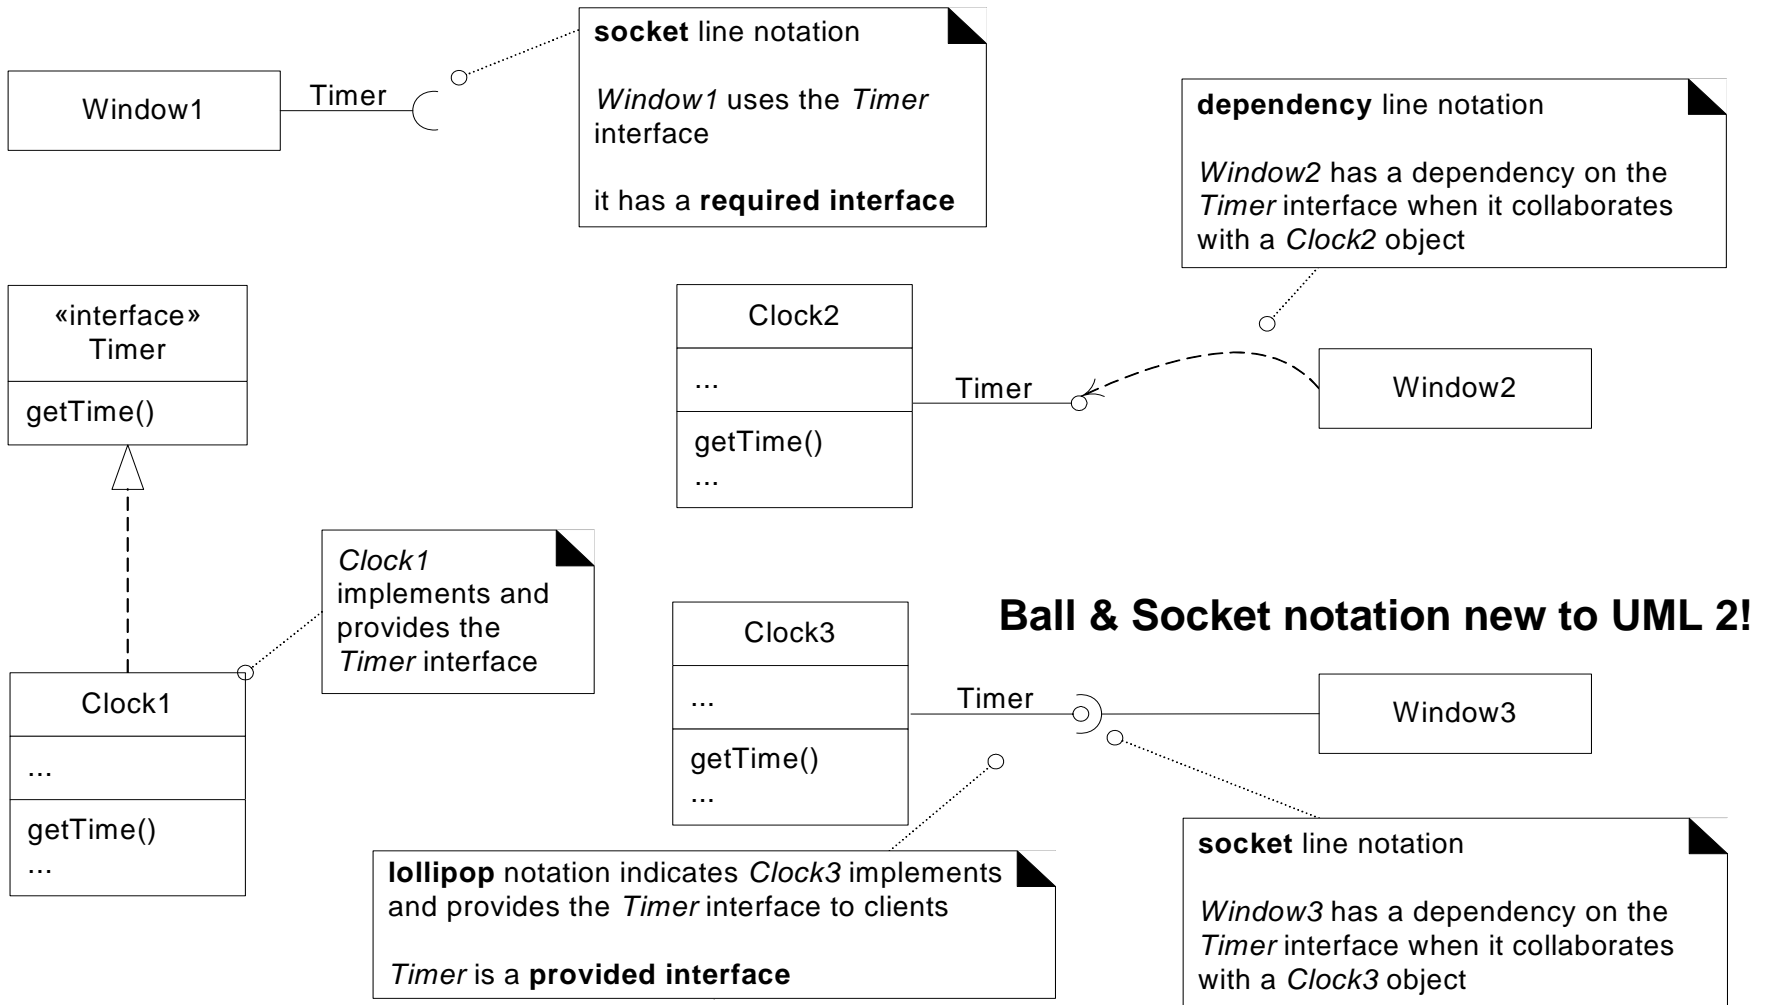 socket line notation
Window1 uses the Timer
interface
it has a required interface
Window1
Timer
dependency line notation
Window2 has a dependency on the
Timer interface when it collaborates
with a Clock2 object
«interface»
Timer
getTime()
Clock2
...
getTime()
...
Timer
Window2
Clock1
implements and
provides the
Timer interface
Ball & Socket notation new to UML 2!
Clock1
...
getTime()
...
Clock3
...
getTime()
...
Timer
Window3
lollipop notation indicates Clock3 implements
and provides the Timer interface to clients
Timer is a provided interface
socket line notation
Window3 has a dependency on the
Timer interface when it collaborates
with a Clock3 object